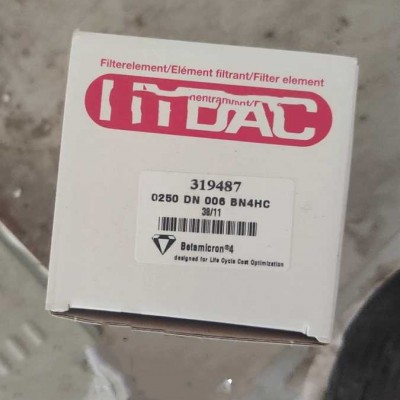 Filterelement/Elément filtrant/Filter element
HYDAC
319487
0250 DN 006 BN4HC
38/11
Betamicron®4
designed for Life Cycle Cost Optimization